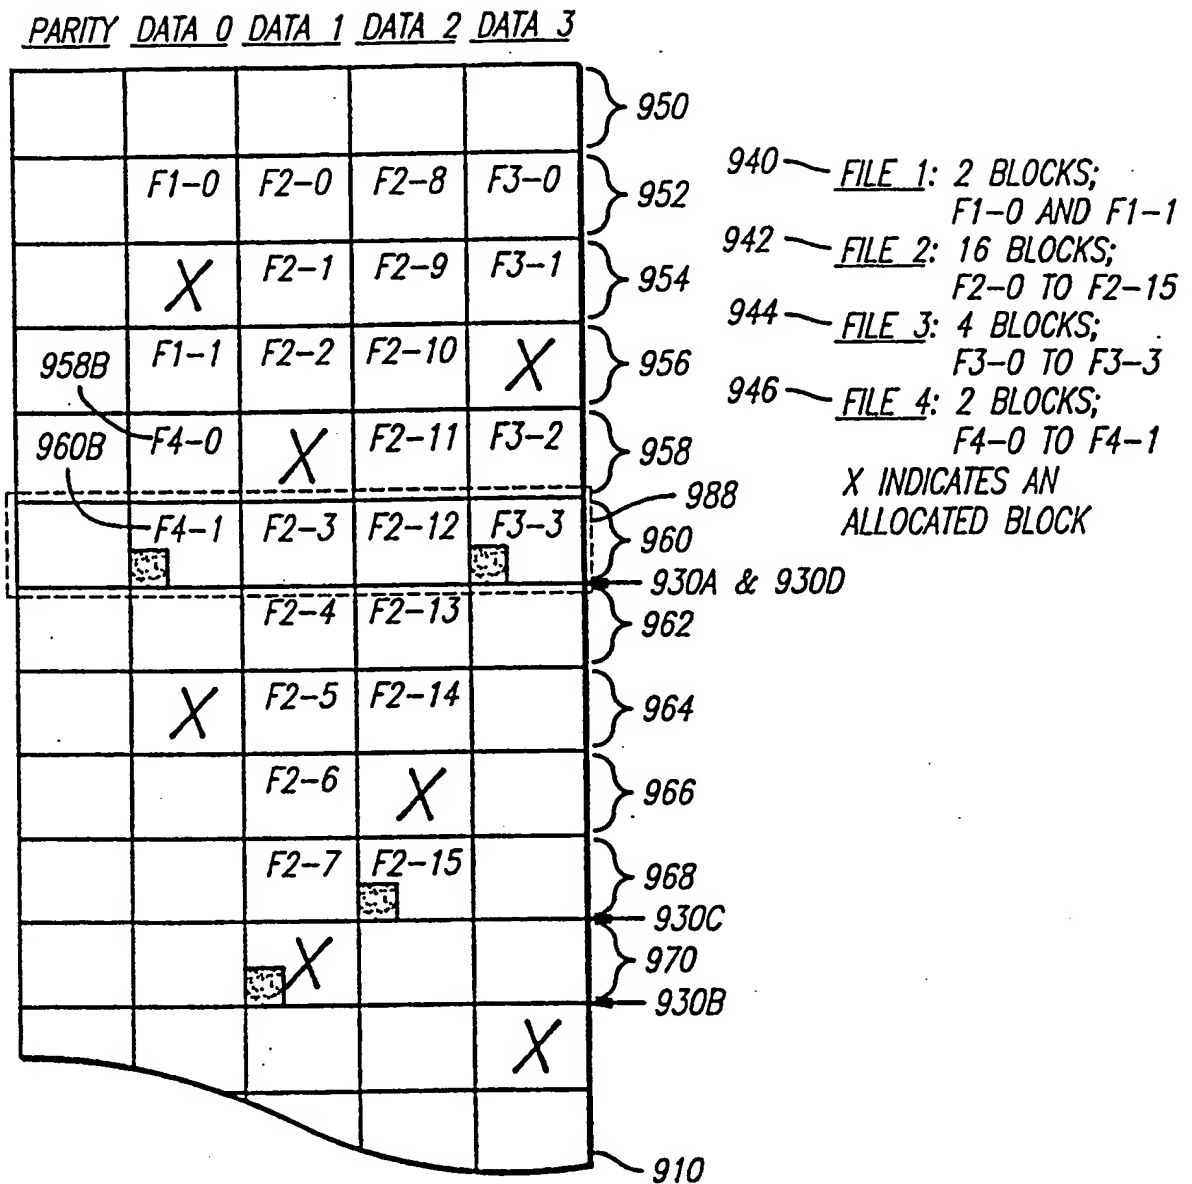 PARITY DATA 0 DATA 1 DATA 2 DATA 3
950
F1-0 F2-0 F2-8 F3-0
952
X F2-1 F2-9 F3-1
954
958B F1-1 F2-2 F2-10 X
956
960B F4-0 X F2-11 F3-2
958
988
F4-1 F2-3 F2-12 F3-3
960
930A & 930D
F2-4 F2-13
962
X F2-5 F2-14
964
F2-6 X
966
F2-7 F2-15
968
930C
X
970
930B
X
910
940 FILE 1: 2 BLOCKS;
F1-0 AND F1-1
942 FILE 2: 16 BLOCKS;
F2-0 TO F2-15
944 FILE 3: 4 BLOCKS;
F3-0 TO F3-3
946 FILE 4: 2 BLOCKS;
F4-0 TO F4-1
X INDICATES AN
ALLOCATED BLOCK